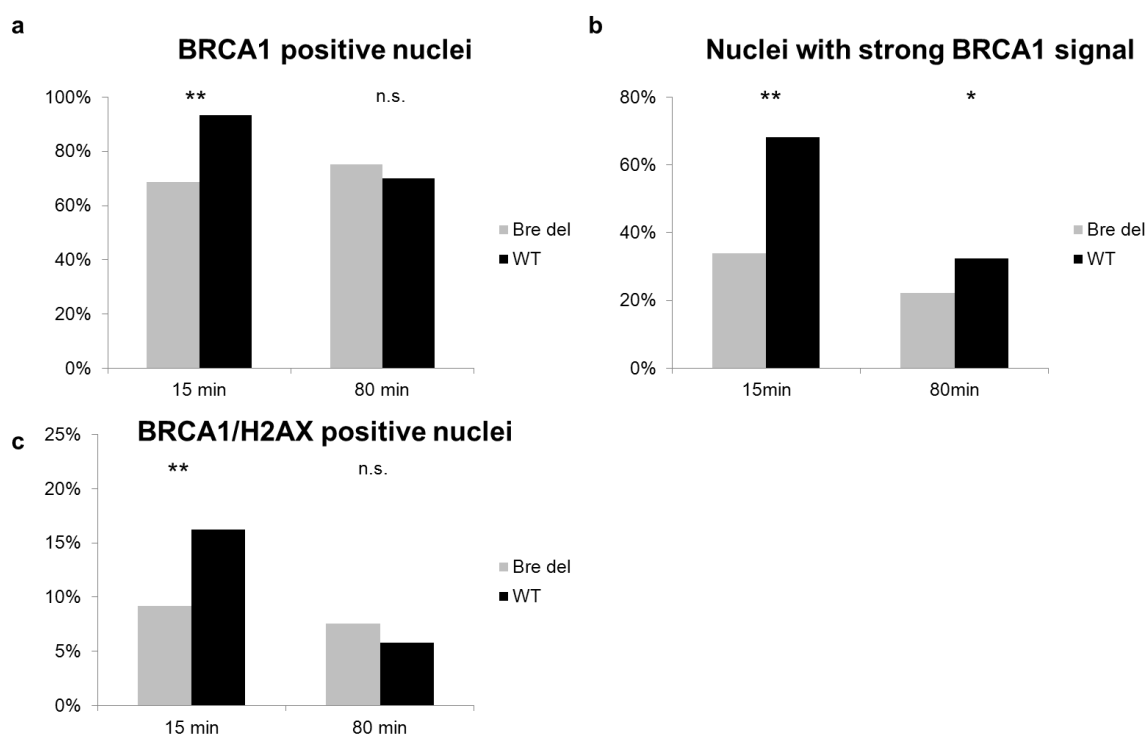 a
BRCA1 positive nuclei
100%
80%
60%
40%
20%
0%
**
n.s.
15 min
80 min
Bre del
WT
b
Nuclei with strong BRCA1 signal
80%
60%
40%
20%
0%
**
*
15min
80min
Bre del
WT
c
BRCA1/H2AX positive nuclei
25%
20%
15%
10%
5%
0%
**
n.s.
15 min
80 min
Bre del
WT